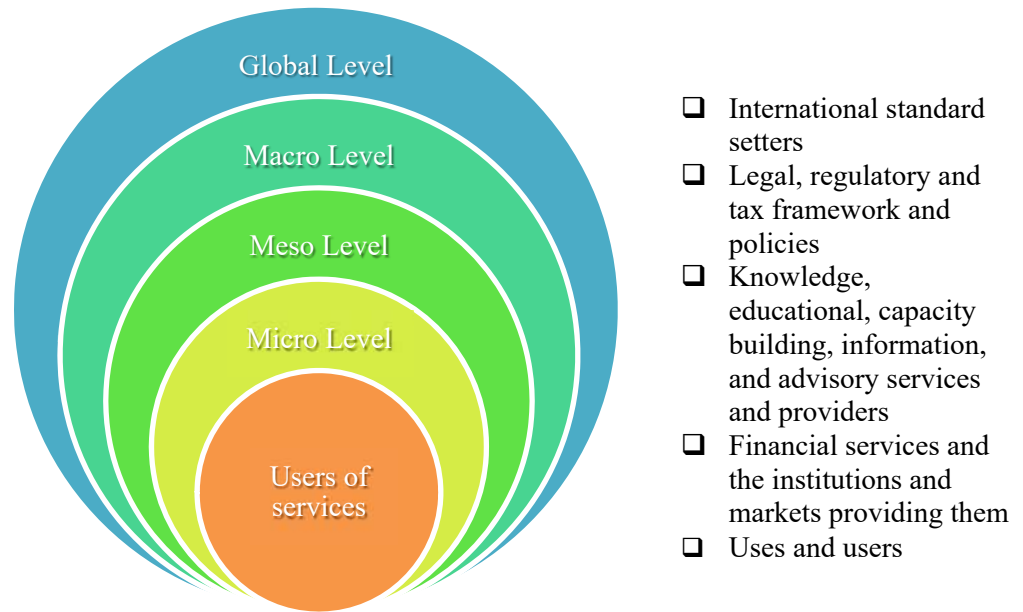 Global Level
Macro Level
Meso Level
Micro Level
Users of
services
❑ International standard
setters
❑ Legal, regulatory and
tax framework and
policies
❑ Knowledge,
educational, capacity
building, information,
and advisory services
and providers
❑ Financial services and
the institutions and
markets providing them
❑ Uses and users